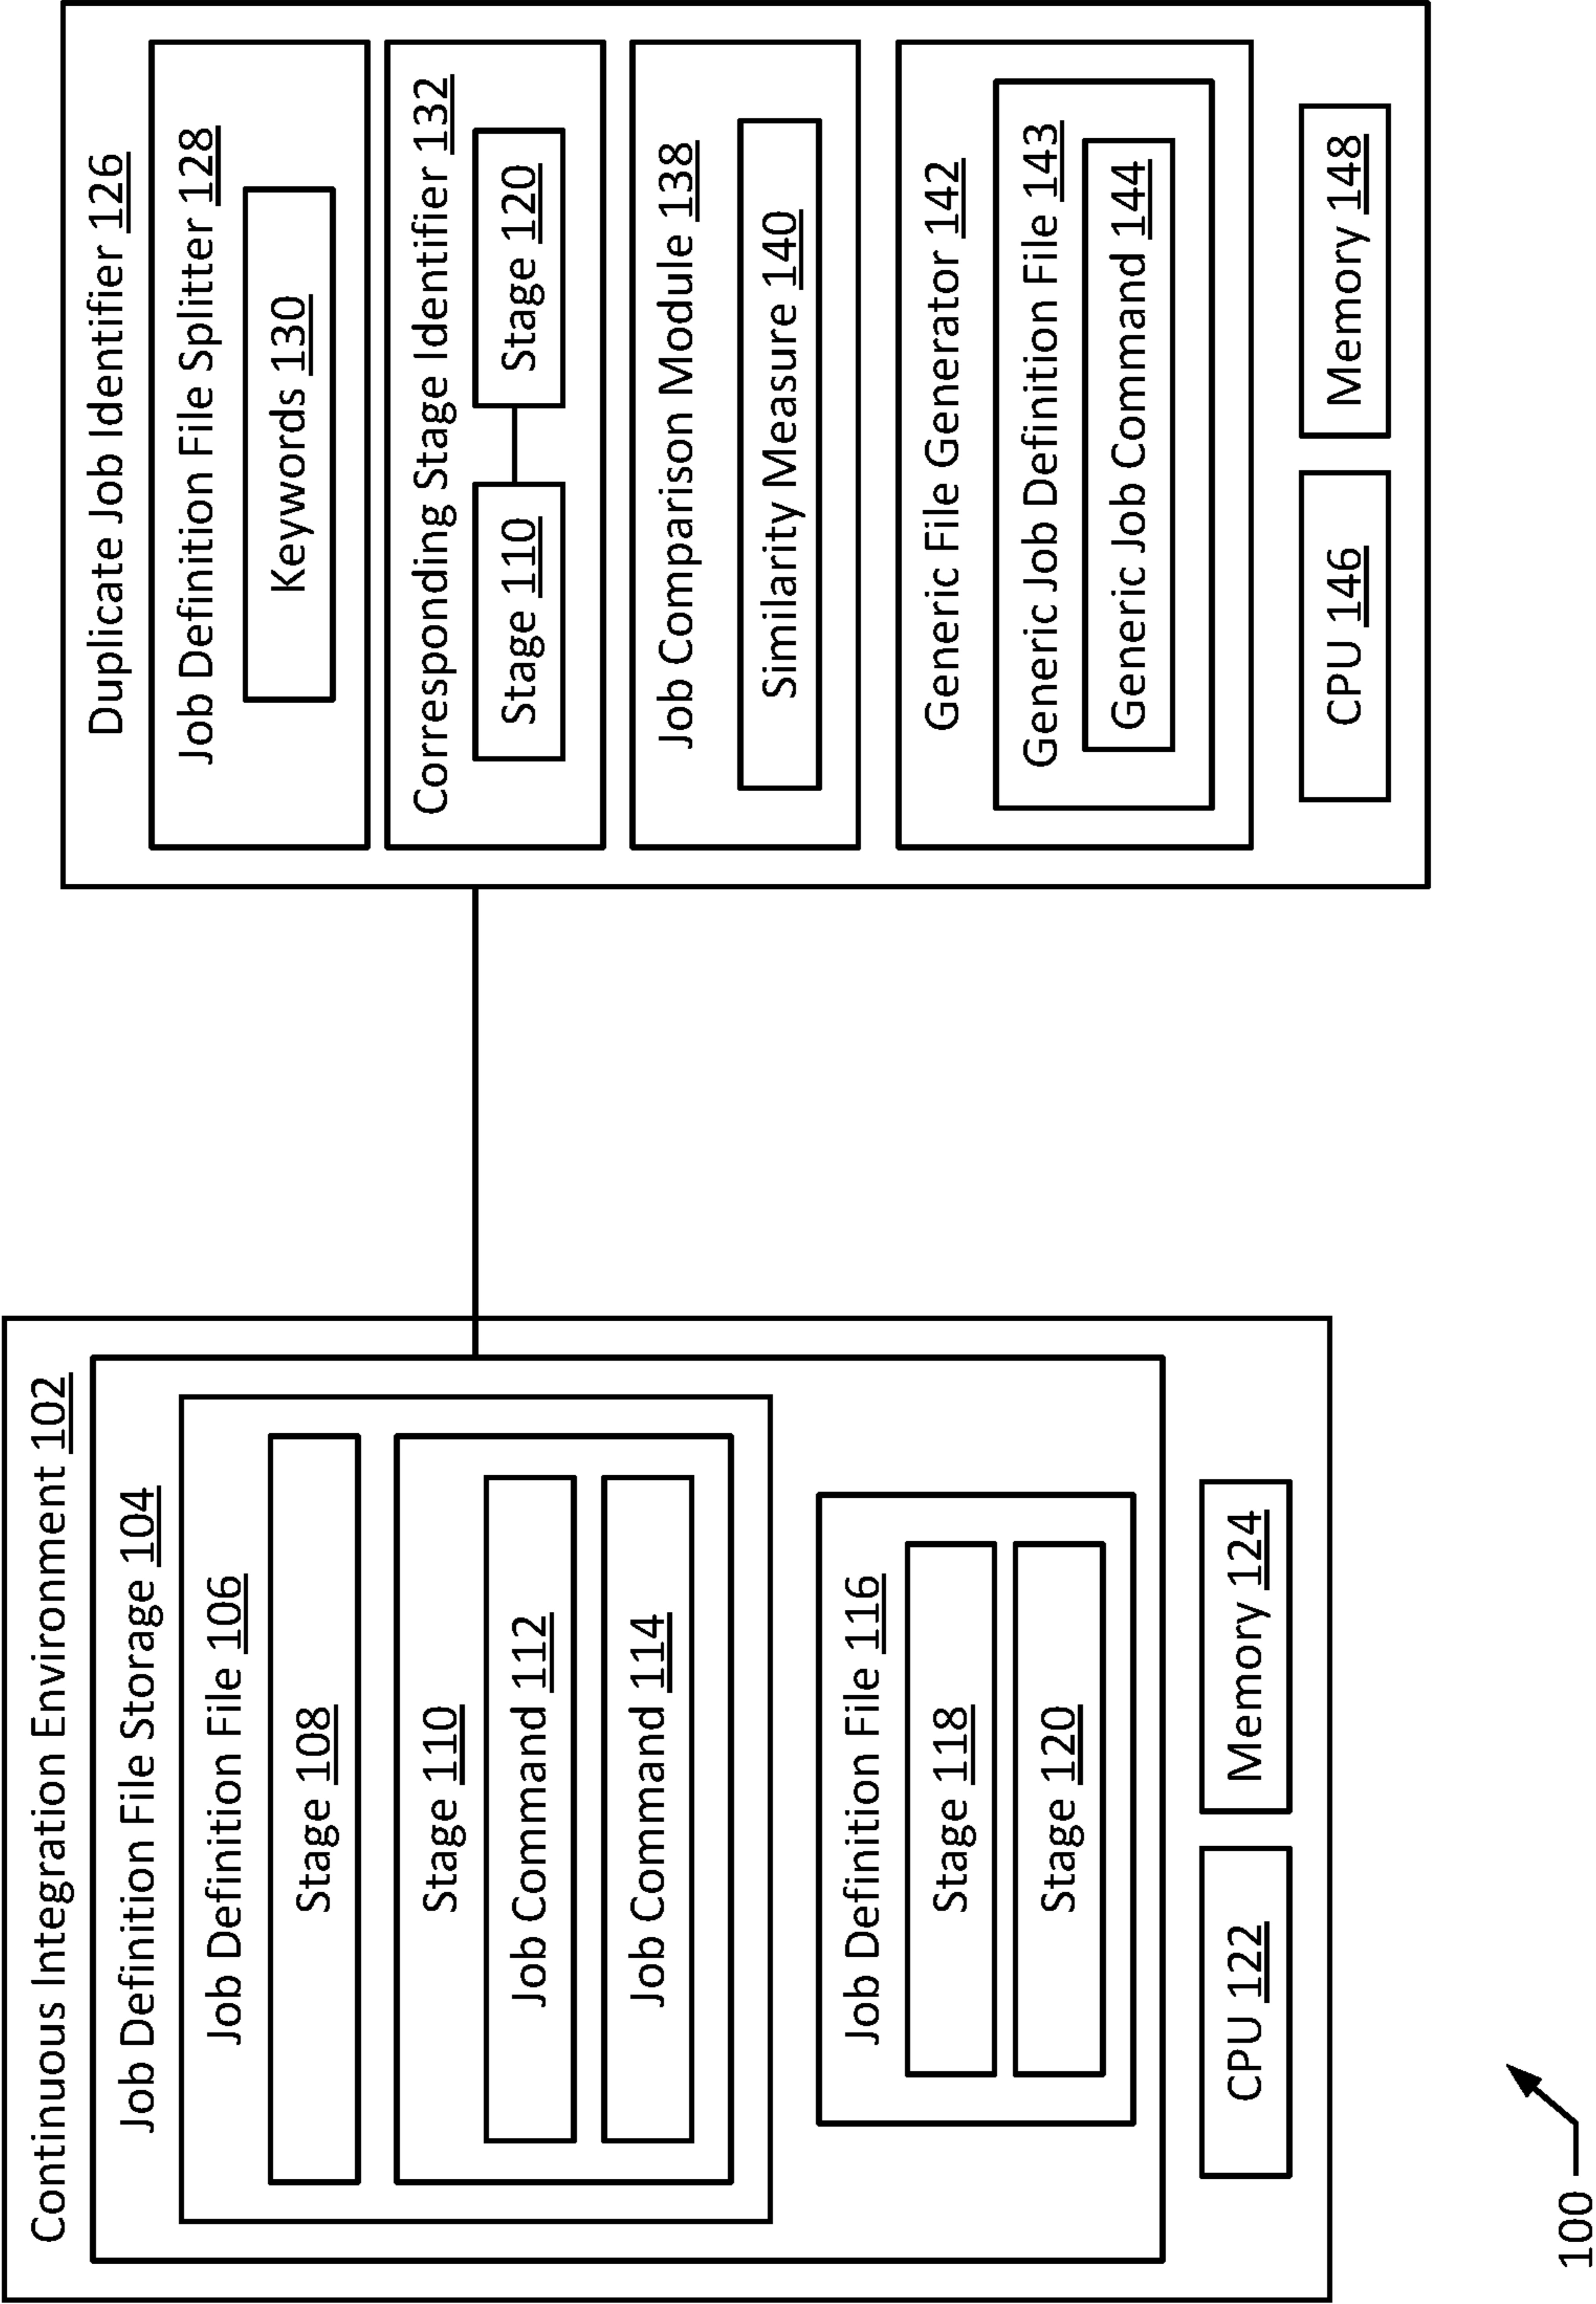 Continuous Integration Environment 102
Job Definition File Storage 104
Job Definition File 106
Stage 108
Stage 110
Job Command 112
Job Command 114
Job Definition File 116
Stage 118
Stage 120
CPU 122
Memory 124
Duplicate Job Identifier 126
Job Definition File Splitter 128
Keywords 130
Corresponding Stage Identifier 132
Stage 110
Stage 120
Job Comparison Module 138
Similarity Measure 140
Generic File Generator 142
Generic Job Definition File 143
Generic Job Command 144
CPU 146
Memory 148
100